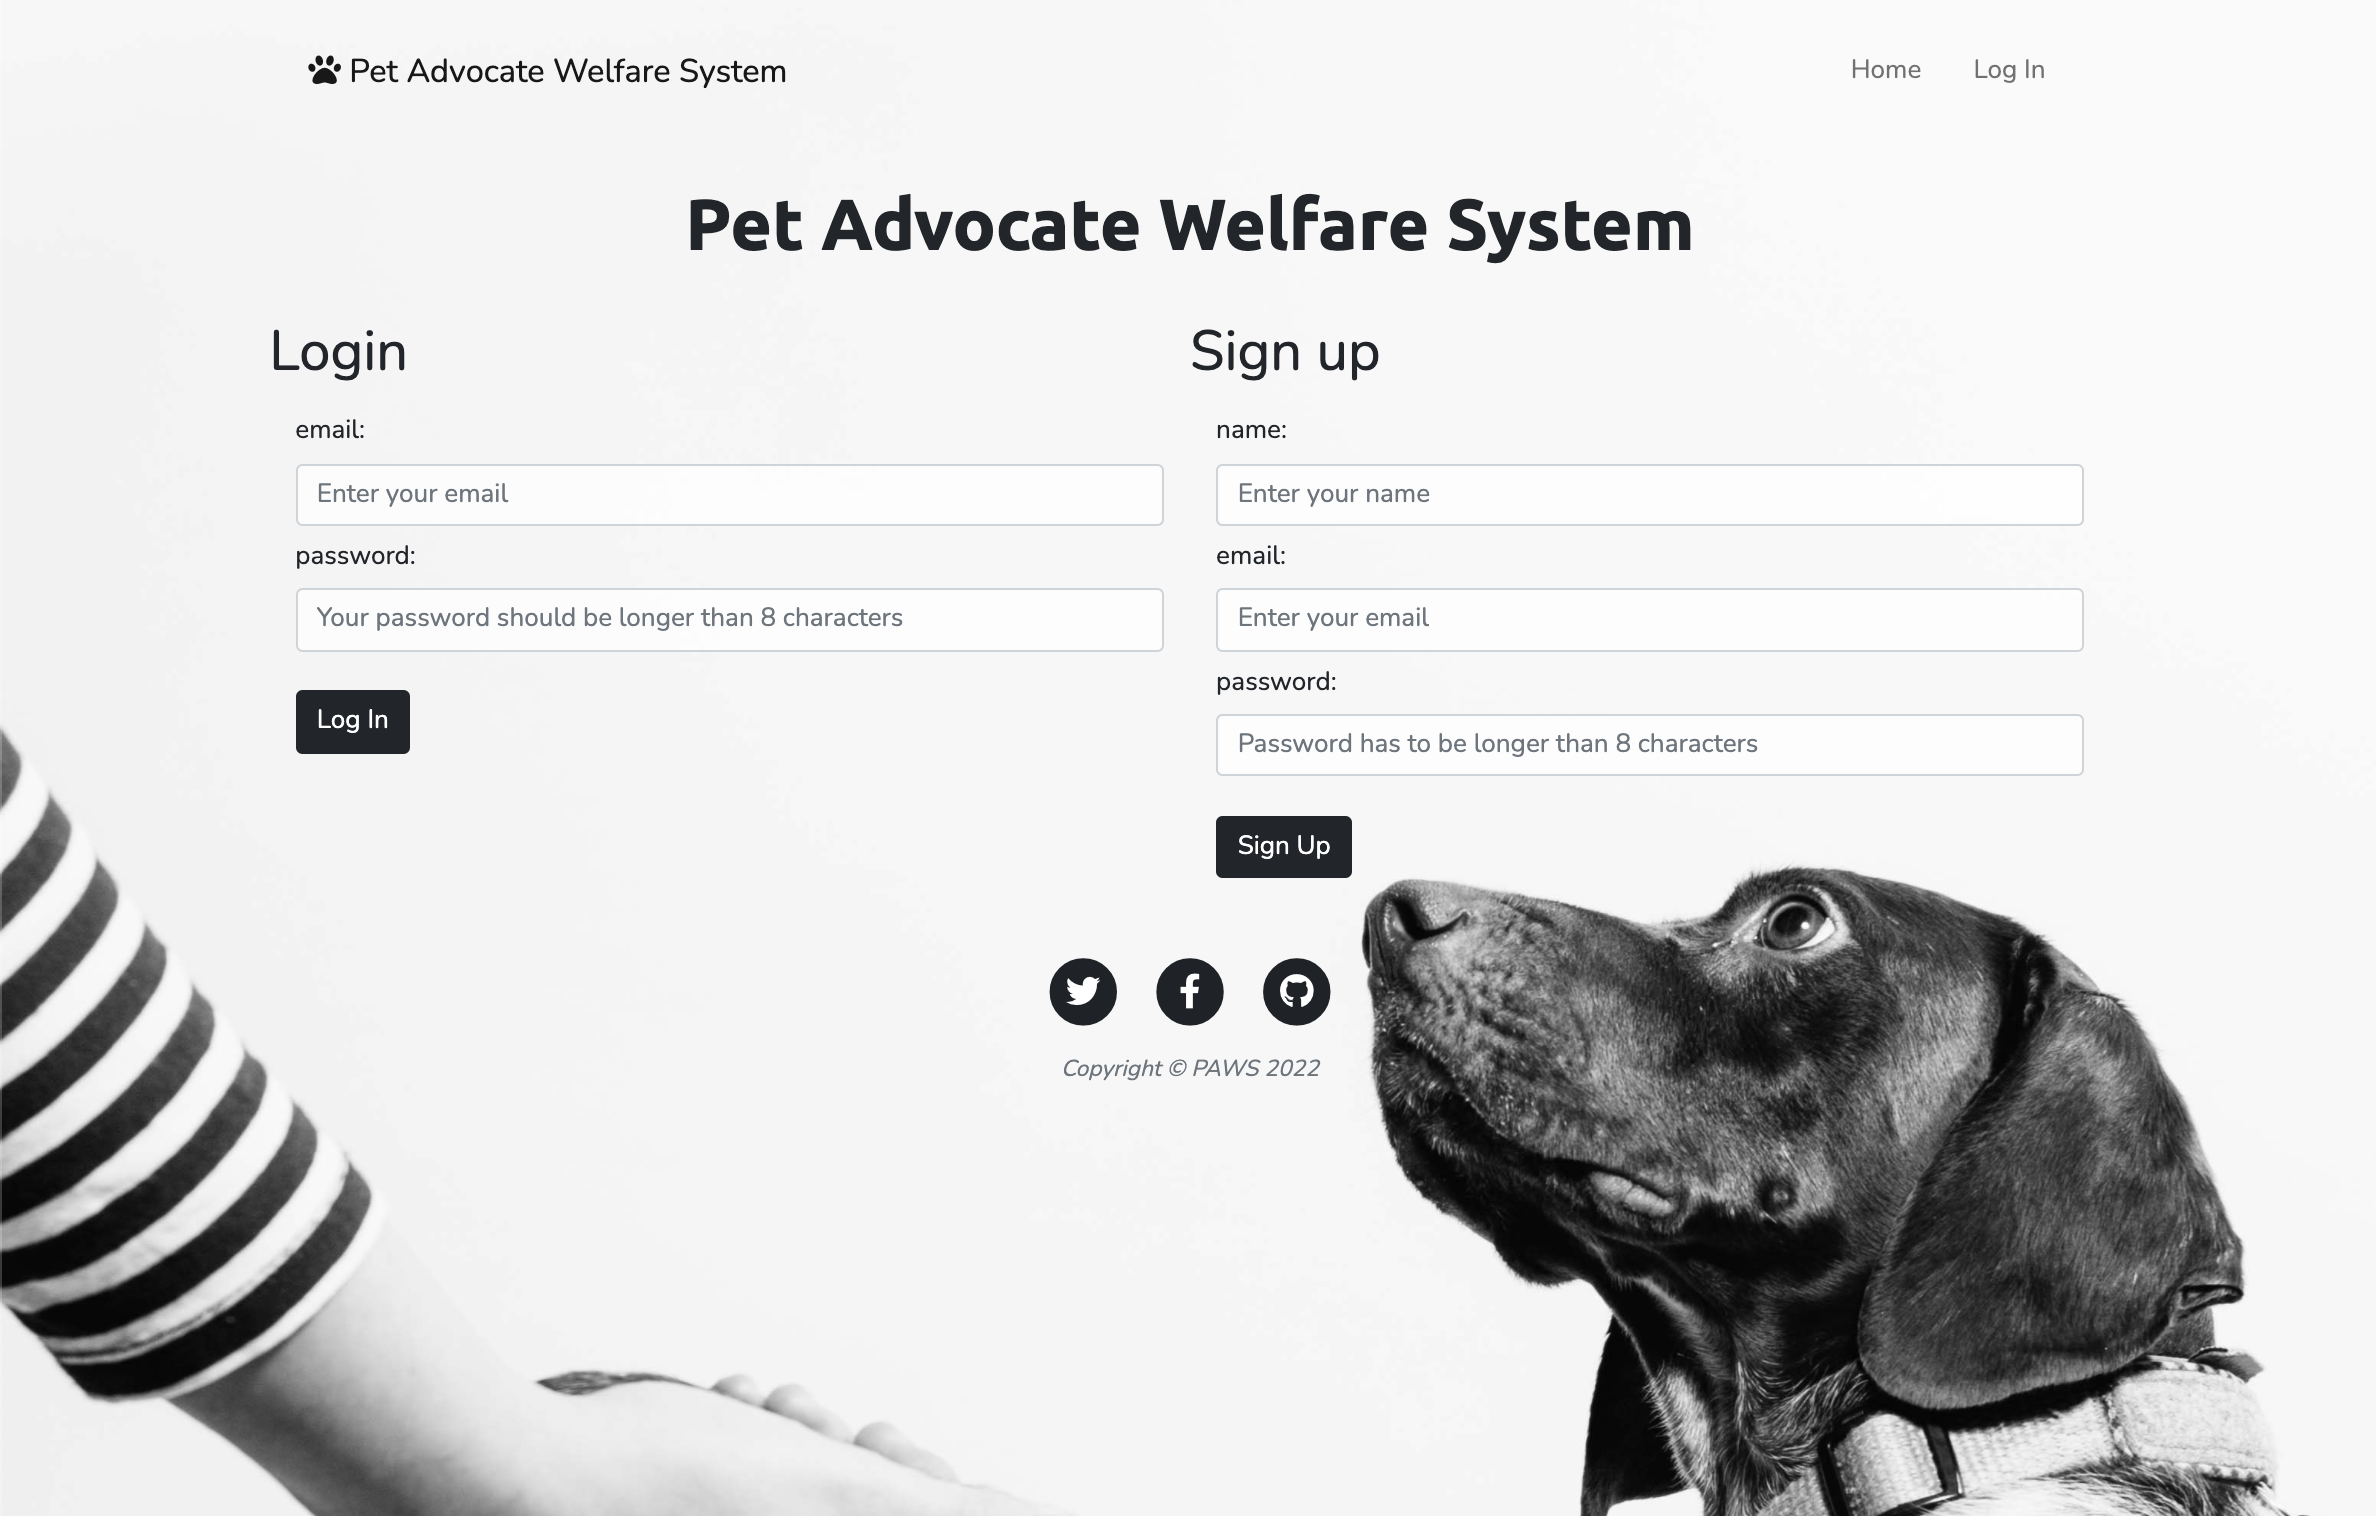 Pet Advocate Welfare System
Home Log In
Pet Advocate Welfare System
Login
email:
Enter your email
password:
Your password should be longer than 8 characters
Log In
Sign up
name:
Enter your name
email:
Enter your email
password:
Password has to be longer than 8 characters
Sign Up
Copyright © PAWS 2022